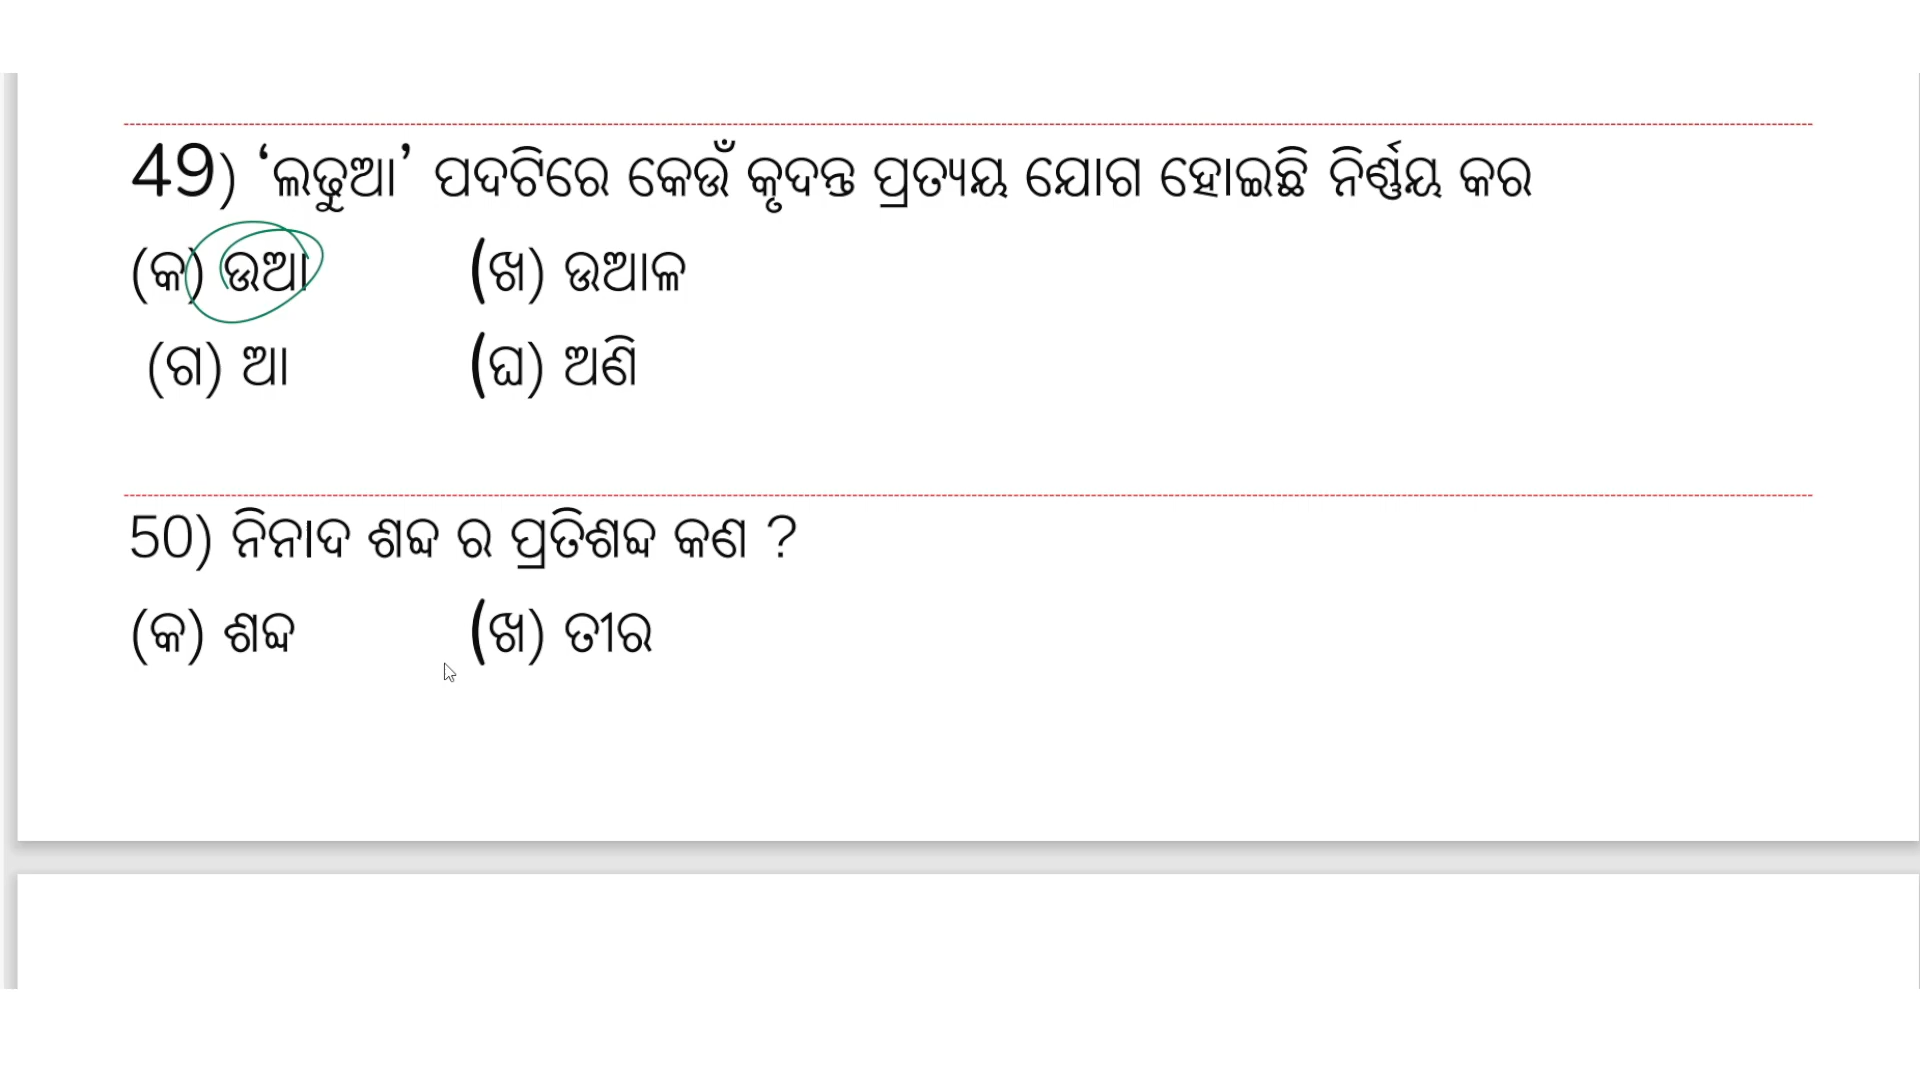 49) ‘ଲଢୁଆ’ ପଦଟିରେ କେଉଁ କୃଦନ୍ତ ପ୍ରତ୍ୟୟ ଯୋଗ ହୋଇଛି ନିର୍ଣ୍ଣୟ କର
(କ) ଉଆ (ଖ) ଉଆଳ
(ଗ) ଆ (ଘ) ଅଣି
50) ନିନାଦ ଶବ୍ଦ ର ପ୍ରତିଶବ୍ଦ କଣ ?
(କ) ଶବ୍ଦ (ଖ) ତୀର